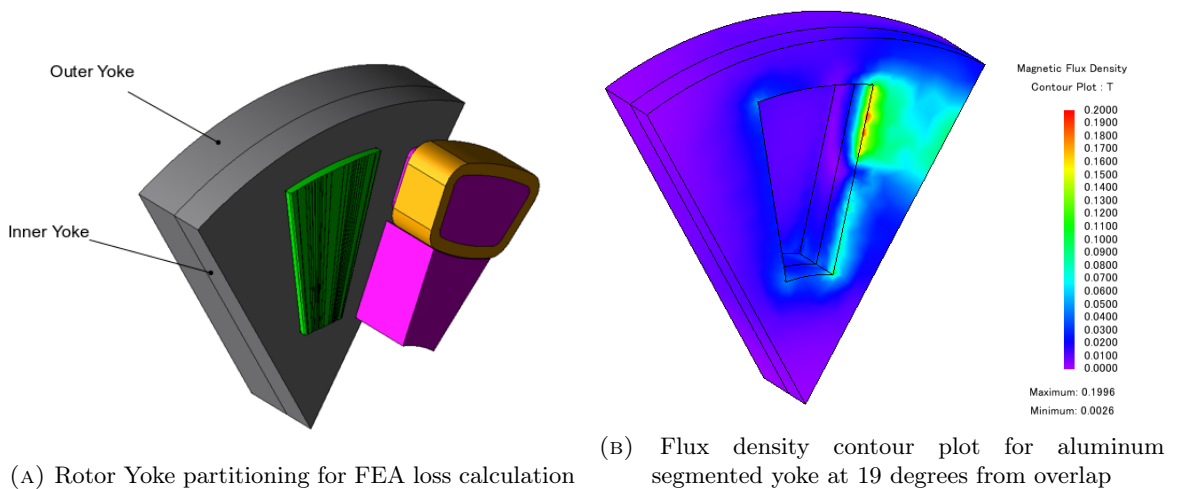 Outer Yoke
Inner Yoke
(A) Rotor Yoke partitioning for FEA loss calculation
Magnetic Flux Density
Contour Plot : T
0.2000
0.1900
0.1800
0.1700
0.1600
0.1500
0.1400
0.1300
0.1200
0.1100
0.1000
0.0900
0.0800
0.0700
0.0600
0.0500
0.0400
0.0300
0.0200
0.0100
0.0000
Maximum: 0.1996
Minimum: 0.0026
(B) Flux density contour plot for aluminum
segmented yoke at 19 degrees from overlap